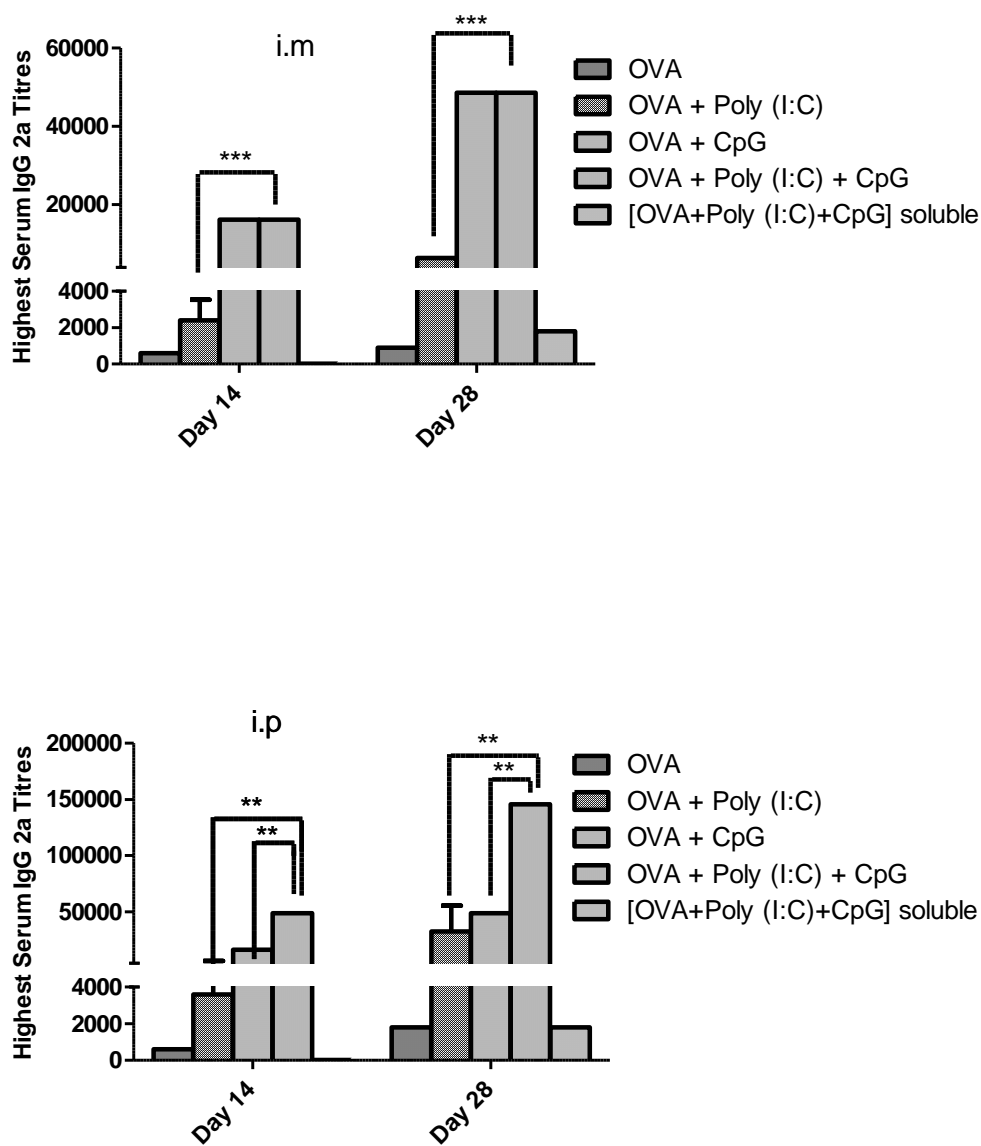 i.m
Highest Serum IgG 2a Titres
60000
40000
20000
4000
2000
0
***
***
Day 14
Day 28
OVA
OVA + Poly (I:C)
OVA + CpG
OVA + Poly (I:C) + CpG
[OVA+Poly (I:C)+CpG] soluble
i.p
Highest Serum IgG 2a Titres
200000
150000
100000
50000
4000
2000
0
**
**
**
**
Day 14
Day 28
OVA
OVA + Poly (I:C)
OVA + CpG
OVA + Poly (I:C) + CpG
[OVA+Poly (I:C)+CpG] soluble